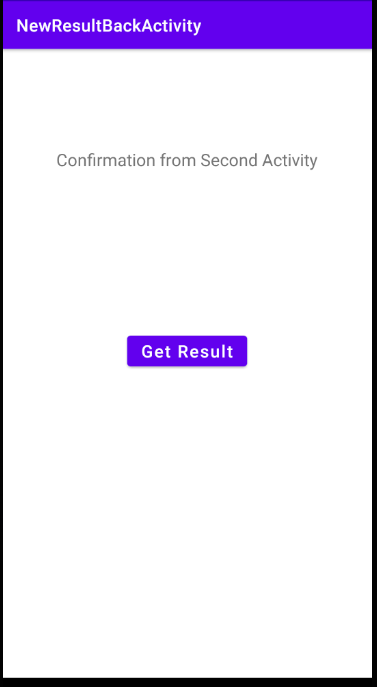 NewResultBackActivity
Confirmation from Second Activity
Get Result